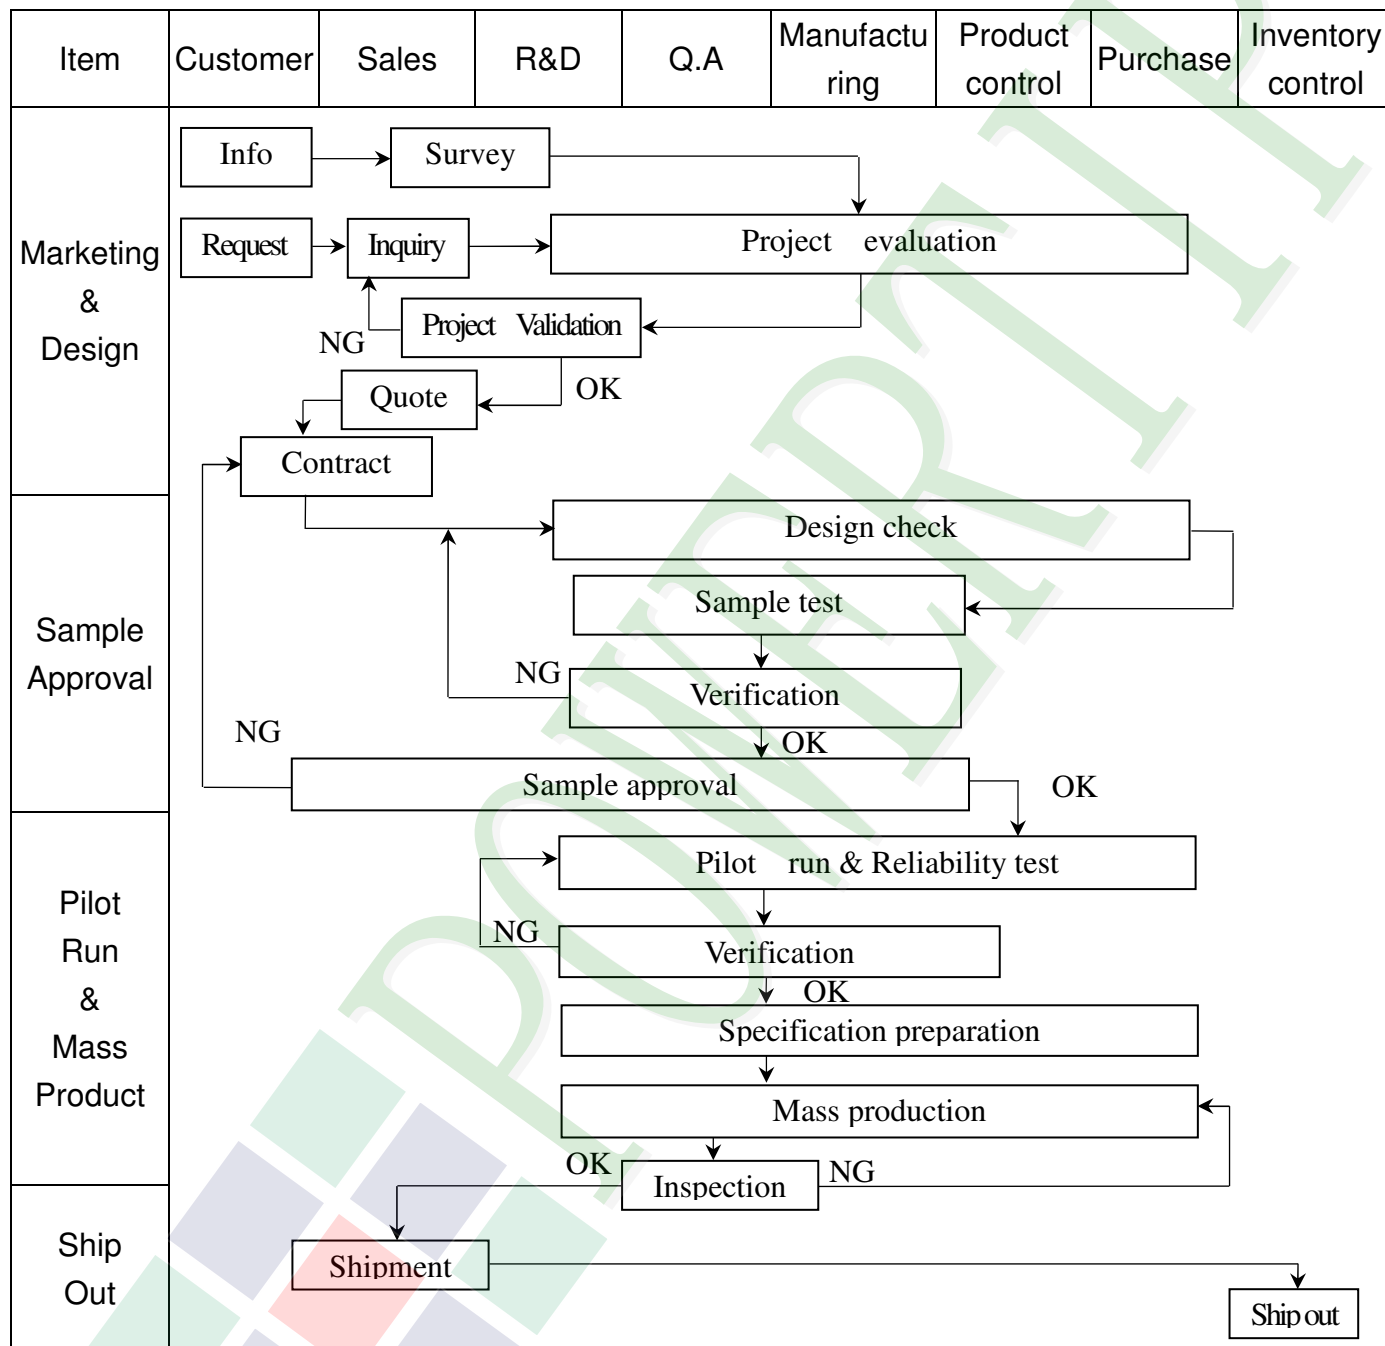 Item
Customer
Sales
R&D
Q.A
Manufactu
ring
Product
control
Purchase
Inventory
control
Marketing
&
Design
Info
Survey
Request
Inquiry
Project evaluation
Project Validation
NG
OK
Quote
Contract
Sample
Approval
Design check
Sample test
NG
Verification
OK
NG
Sample approval
OK
Pilot
Run
&
Mass
Product
Pilot run & Reliability test
NG
Verification
OK
Specification preparation
Mass production
OK
Inspection
NG
Ship
Out
Shipment
Ship out
POWERTIP